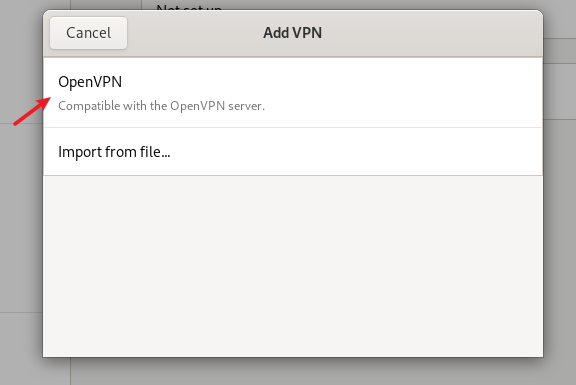 Not set up
Cancel
Add VPN
OpenVPN
Compatible with the OpenVPN server.
Import from file...